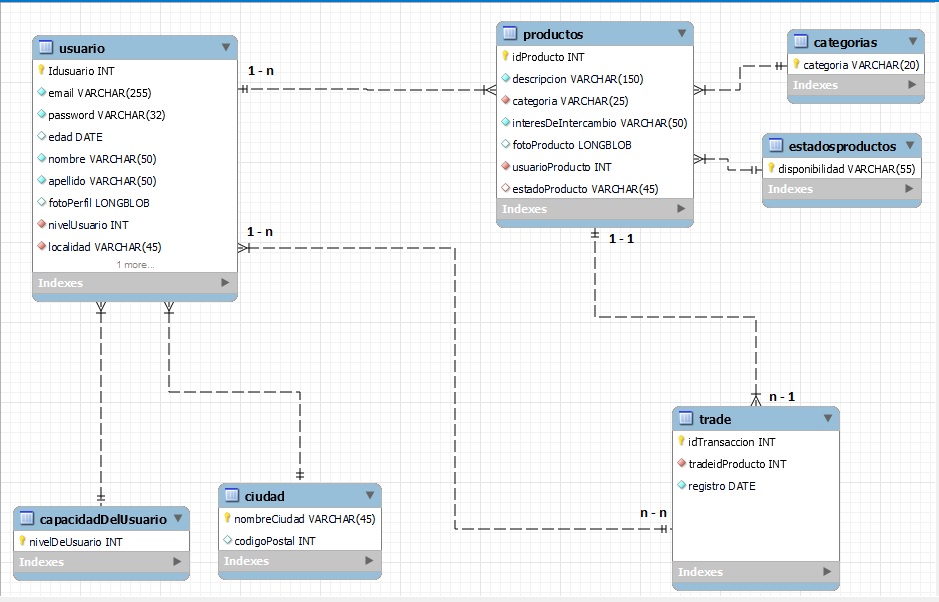 usuario
Idusuario INT
email VARCHAR(255)
password VARCHAR(32)
edad DATE
nombre VARCHAR(50)
apellido VARCHAR(50)
fotoPerfil LONGBLOB
nivelUsuario INT
localidad VARCHAR(45)
1 more...
Indexes
1 - n
1 - n
productos
idProducto INT
descripcion VARCHAR(150)
categoria VARCHAR(25)
interesDeIntercambio VARCHAR(50)
fotoProducto LONGBLOB
usuarioProducto INT
estadoProducto VARCHAR(45)
Indexes
1 - 1
categorias
categoria VARCHAR(20)
Indexes
estadosproductos
disponibilidad VARCHAR(55)
Indexes
capacidadDelUsuario
nivelDeUsuario INT
Indexes
ciudad
nombreCiudad VARCHAR(45)
codigoPostal INT
Indexes
n - 1
n - n
trade
idTransaccion INT
tradeidProducto INT
registro DATE
Indexes